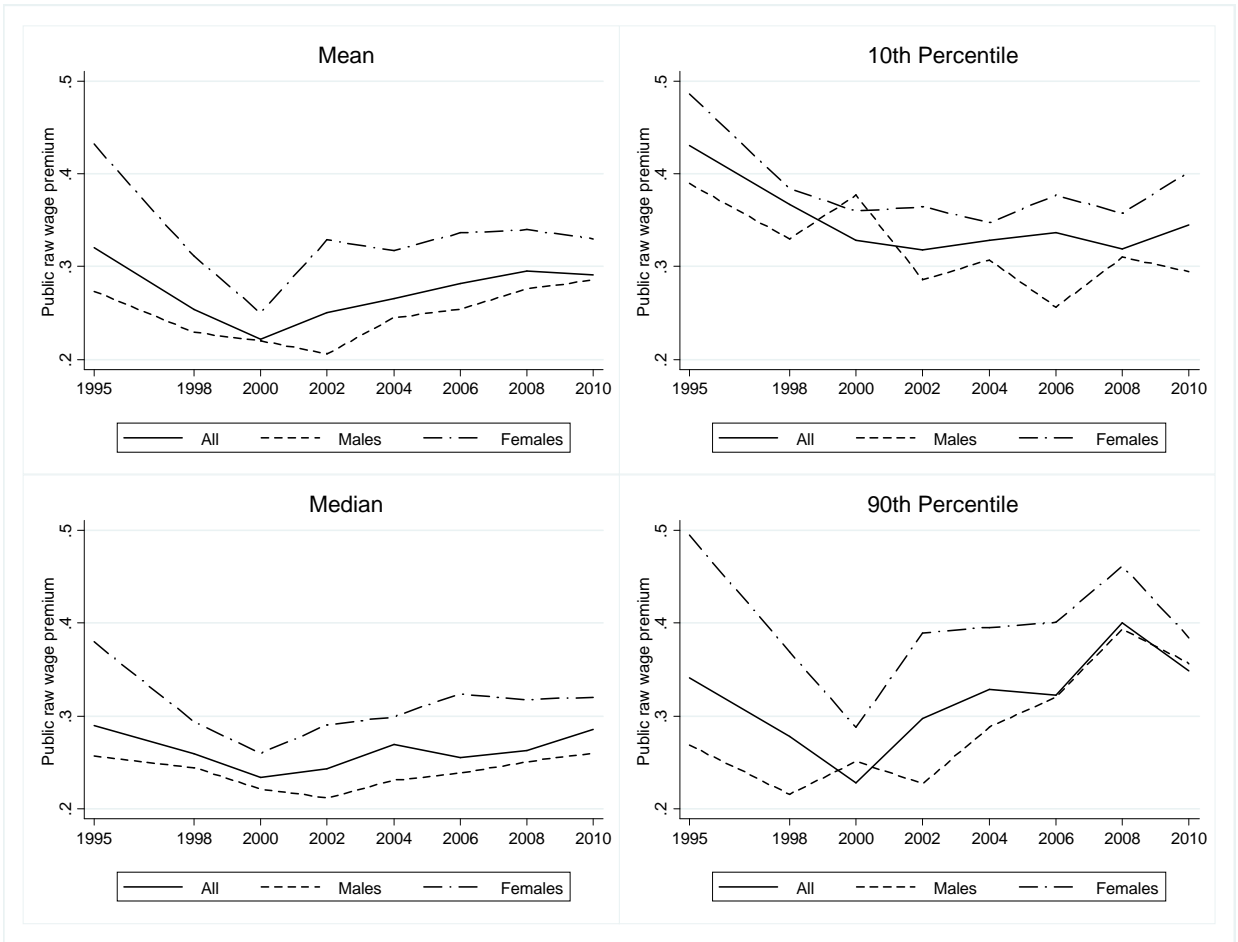 Mean
Public raw wage premium
.5
.4
.3
.2
1995 1998 2000 2002 2004 2006 2008 2010
All Males Females
10th Percentile
Public raw wage premium
.5
.4
.3
.2
1995 1998 2000 2002 2004 2006 2008 2010
All Males Females
Median
Public raw wage premium
.5
.4
.3
.2
1995 1998 2000 2002 2004 2006 2008 2010
All Males Females
90th Percentile
Public raw wage premium
.5
.4
.3
.2
1995 1998 2000 2002 2004 2006 2008 2010
All Males Females